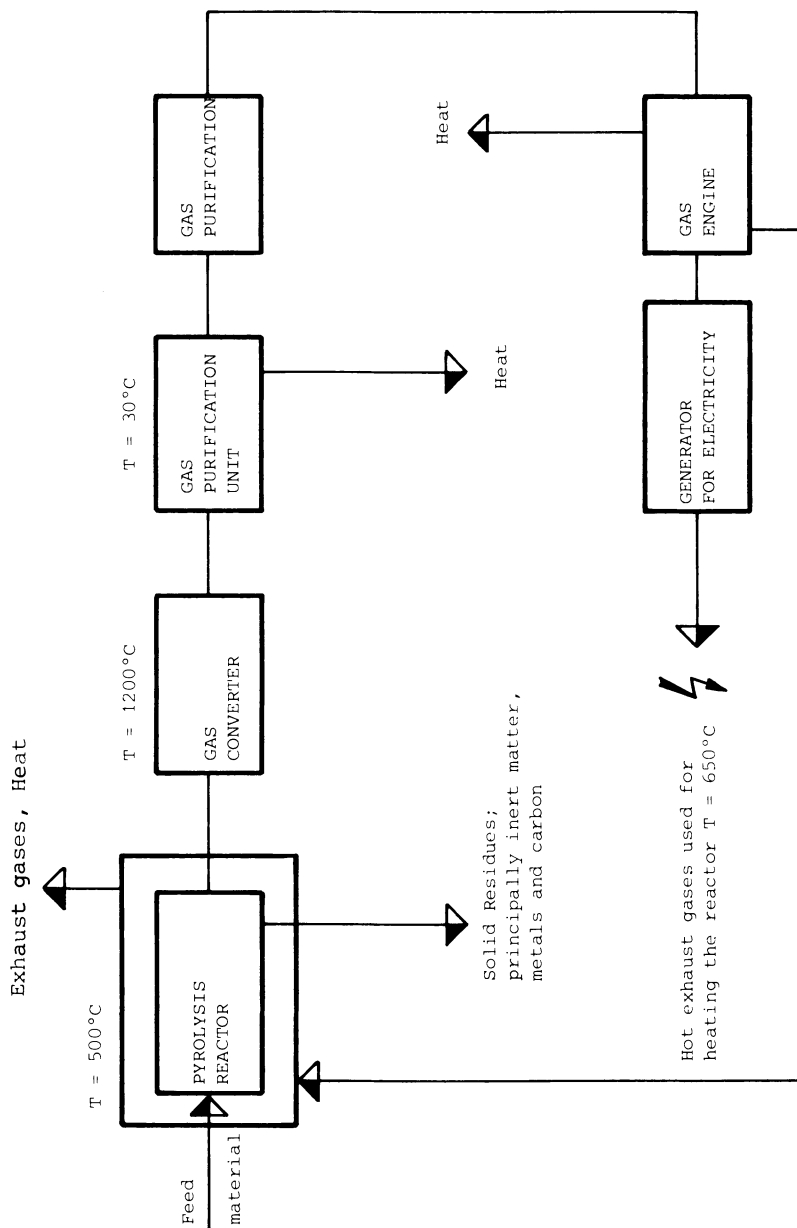 Exhaust gases, Heat
T = 500°C
T = 1200°C
T = 30°C
Feed
material
PYROLYSIS
REACTOR
GAS
CONVERTER
GAS
PURIFICATION
UNIT
GAS
PURIFICATION
Solid Residues;
principally inert matter,
metals and carbon
Heat
Heat
Hot exhaust gases used for
heating the reactor T = 650°C
GENERATOR
FOR ELECTRICITY
GAS
ENGINE